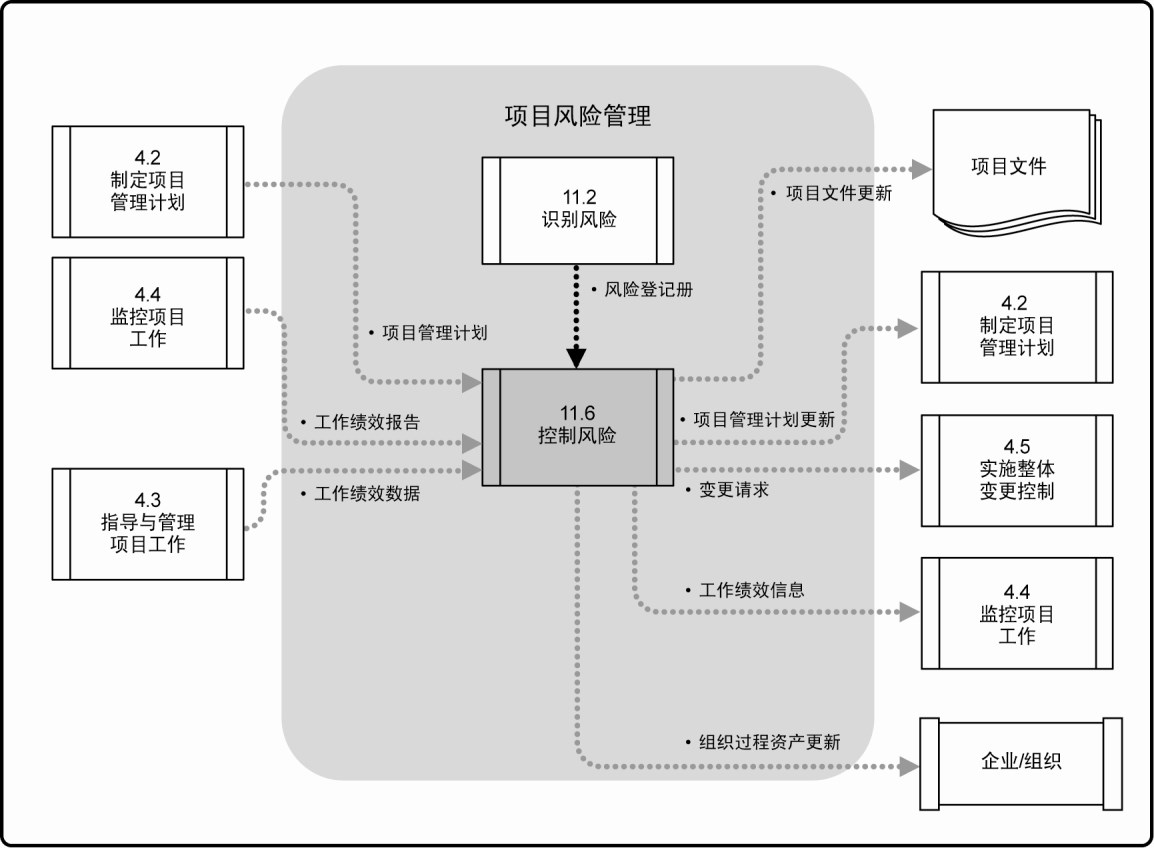 项目风险管理
4.2
制定项目
管理计划
11.2
识别风险
项目文件
• 项目文件更新
• 风险登记册
4.4
监控项目
工作
• 项目管理计划
4.2
制定项目
管理计划
11.6
控制风险
• 工作绩效报告
• 项目管理计划更新
4.5
实施整体
变更控制
• 工作绩效数据
• 变更请求
4.3
指导与管理
项目工作
• 工作绩效信息
4.4
监控项目
工作
• 组织过程资产更新
企业/组织